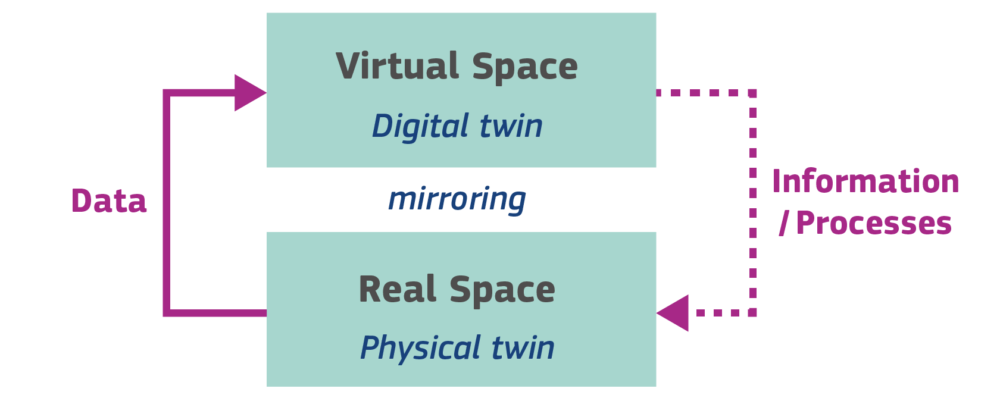 Virtual Space
Digital twin
Data
mirroring
Information
/ Processes
Real Space
Physical twin